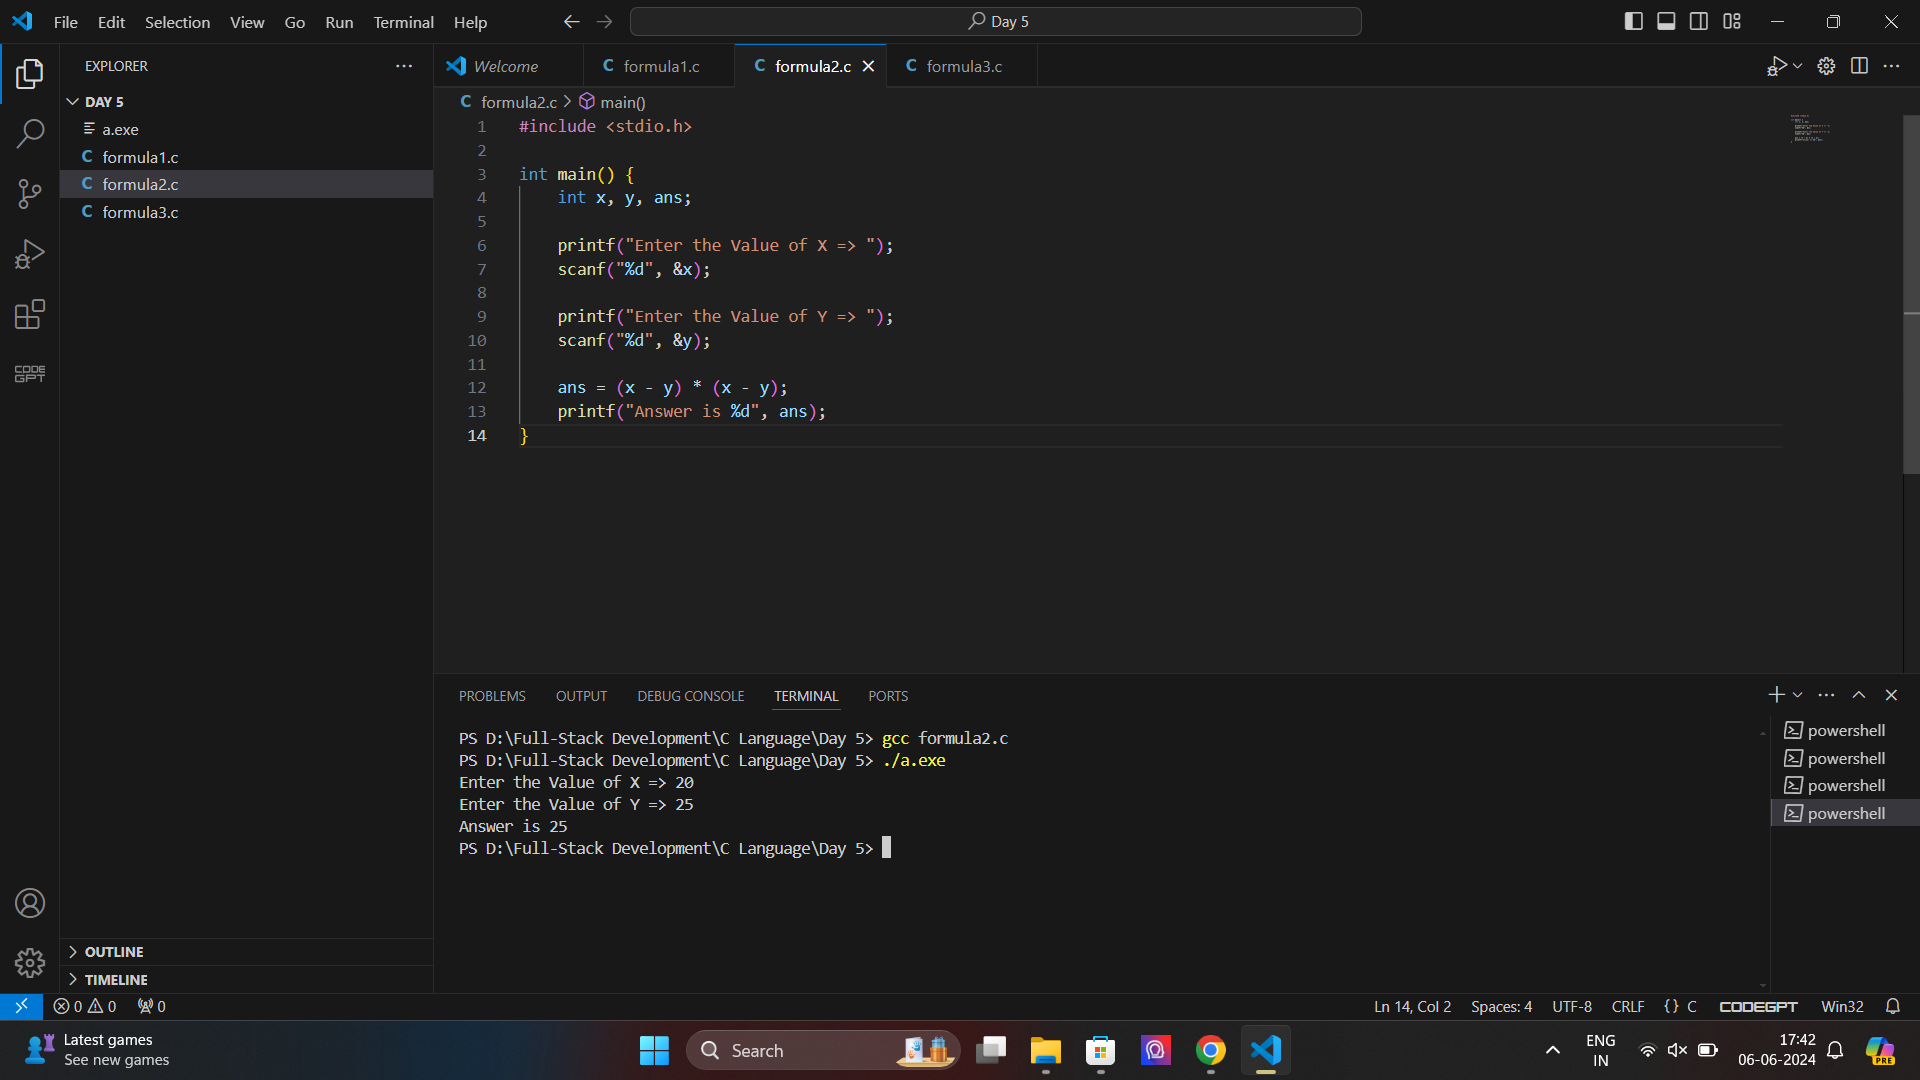 File Edit Selection View Go Run Terminal Help
Day 5
EXPLORER
DAY 5
a.exe
C formula1.c
C formula2.c
C formula3.c
CODE
GPT
OUTLINE
TIMELINE
Welcome
C formula1.c
C formula2.c
C formula3.c
C formula2.c > main()
1 #include <stdio.h>
2
3 int main() {
4 int x, y, ans;
5
6 printf("Enter the Value of X => ");
7 scanf("%d", &x);
8
9 printf("Enter the Value of Y => ");
10 scanf("%d", &y);
11
12 ans = (x - y) * (x - y);
13 printf("Answer is %d", ans);
14 }
PROBLEMS OUTPUT DEBUG CONSOLE TERMINAL PORTS
PS D:\Full-Stack Development\C Language\Day 5> gcc formula2.c
PS D:\Full-Stack Development\C Language\Day 5> ./a.exe
Enter the Value of X => 20
Enter the Value of Y => 25
Answer is 25
PS D:\Full-Stack Development\C Language\Day 5>
powershell
powershell
powershell
powershell
0 0 0
Ln 14, Col 2 Spaces: 4 UTF-8 CRLF {} C CODEGPT Win32
Latest games
See new games
Search
ENG
IN
17:42
06-06-2024
PRE